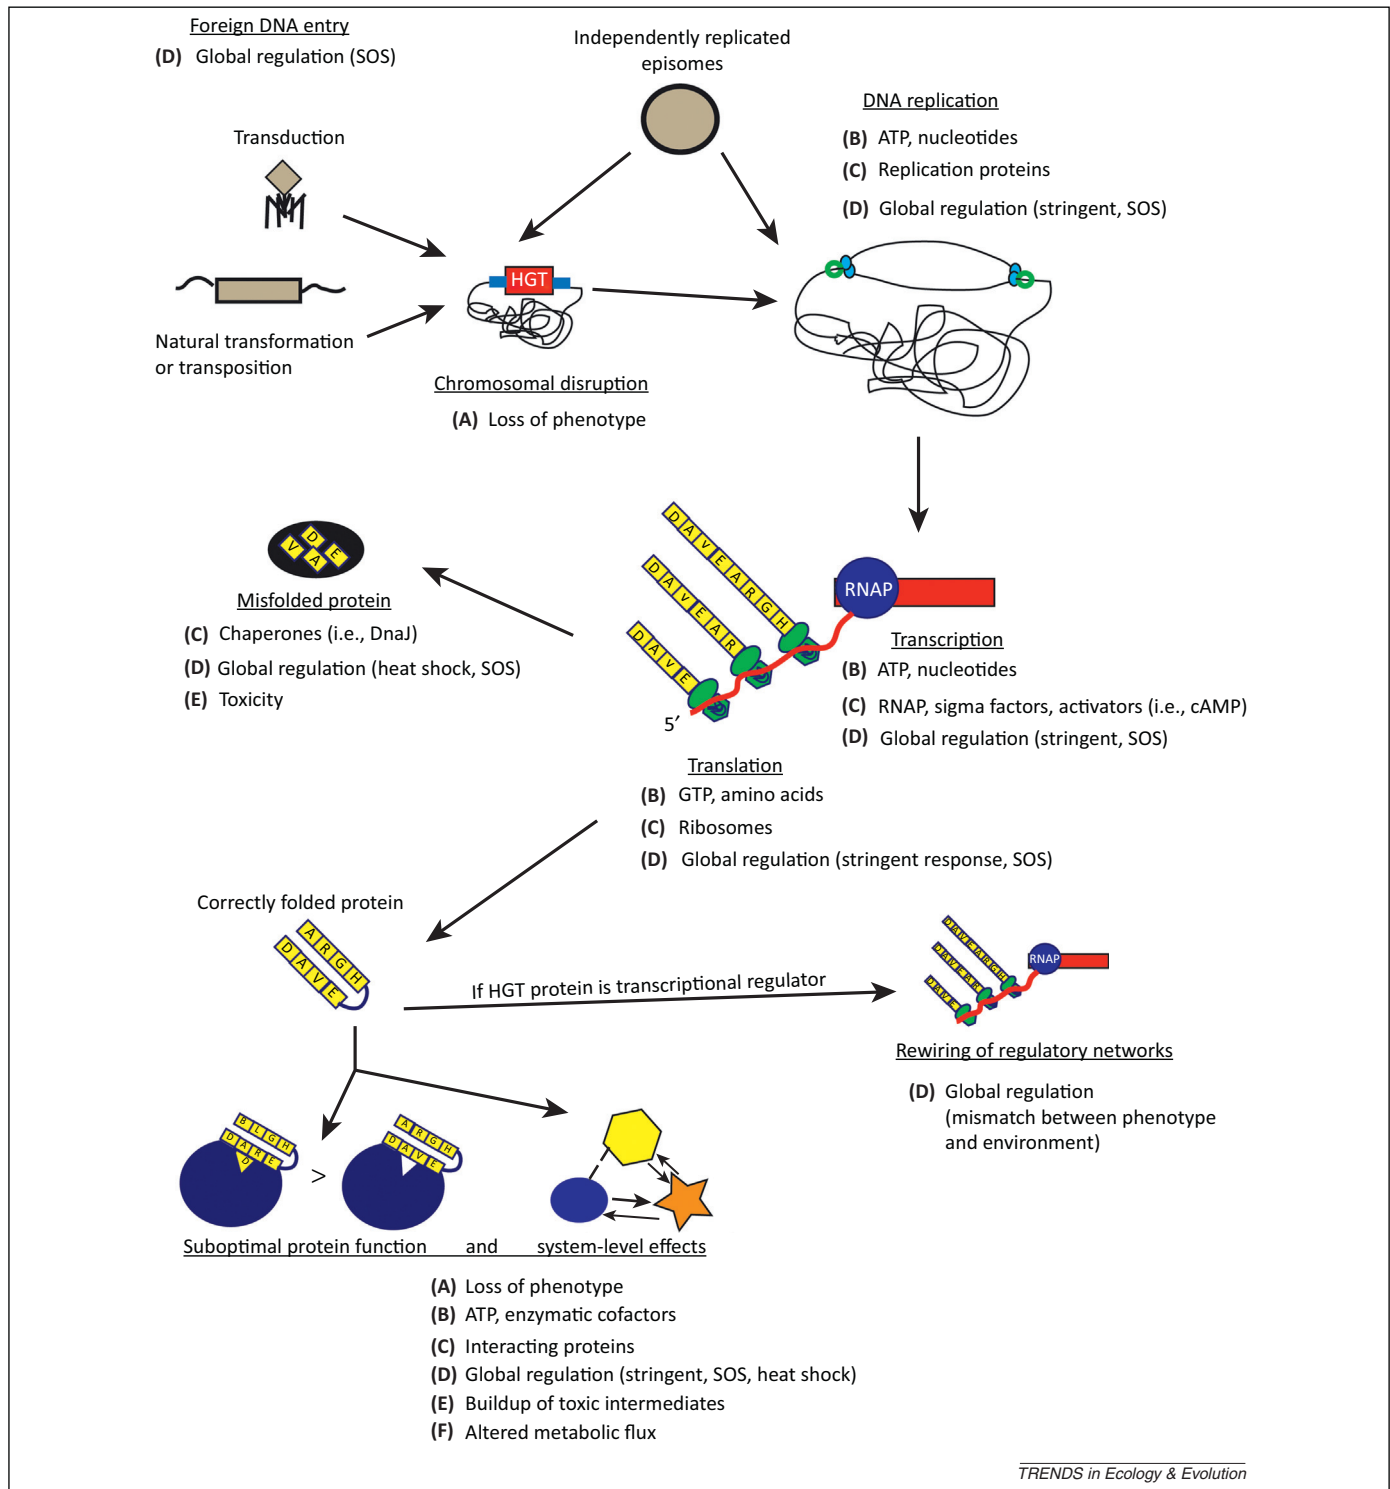 Foreign DNA entry
(D) Global regulation (SOS)
Independently replicated
episomes
DNA replication
(B) ATP, nucleotides
(C) Replication proteins
(D) Global regulation (stringent, SOS)
Transduction
HGT
Natural transformation
or transposition
Chromosomal disruption
(A) Loss of phenotype
D
V E
A
Misfolded protein
(C) Chaperones (i.e., DnaJ)
(D) Global regulation (heat shock, SOS)
(E) Toxicity
DAvEARGH
DAvEAR
DAvE
5′
RNAP
Transcription
(B) ATP, nucleotides
(C) RNAP, sigma factors, activators (i.e., cAMP)
(D) Global regulation (stringent, SOS)
Translation
(B) GTP, amino acids
(C) Ribosomes
(D) Global regulation (stringent response, SOS)
Correctly folded protein
ARGH
DAVE
If HGT protein is transcriptional regulator
DAVEARGH
DAVEAR
DAVE
RNAP
Rewiring of regulatory networks
(D) Global regulation
(mismatch between phenotype
and environment)
BLGH
DARE
D
>
ARGH
DAVE
Suboptimal protein function and system-level effects
(A) Loss of phenotype
(B) ATP, enzymatic cofactors
(C) Interacting proteins
(D) Global regulation (stringent, SOS, heat shock)
(E) Buildup of toxic intermediates
(F) Altered metabolic flux
TRENDS in Ecology & Evolution